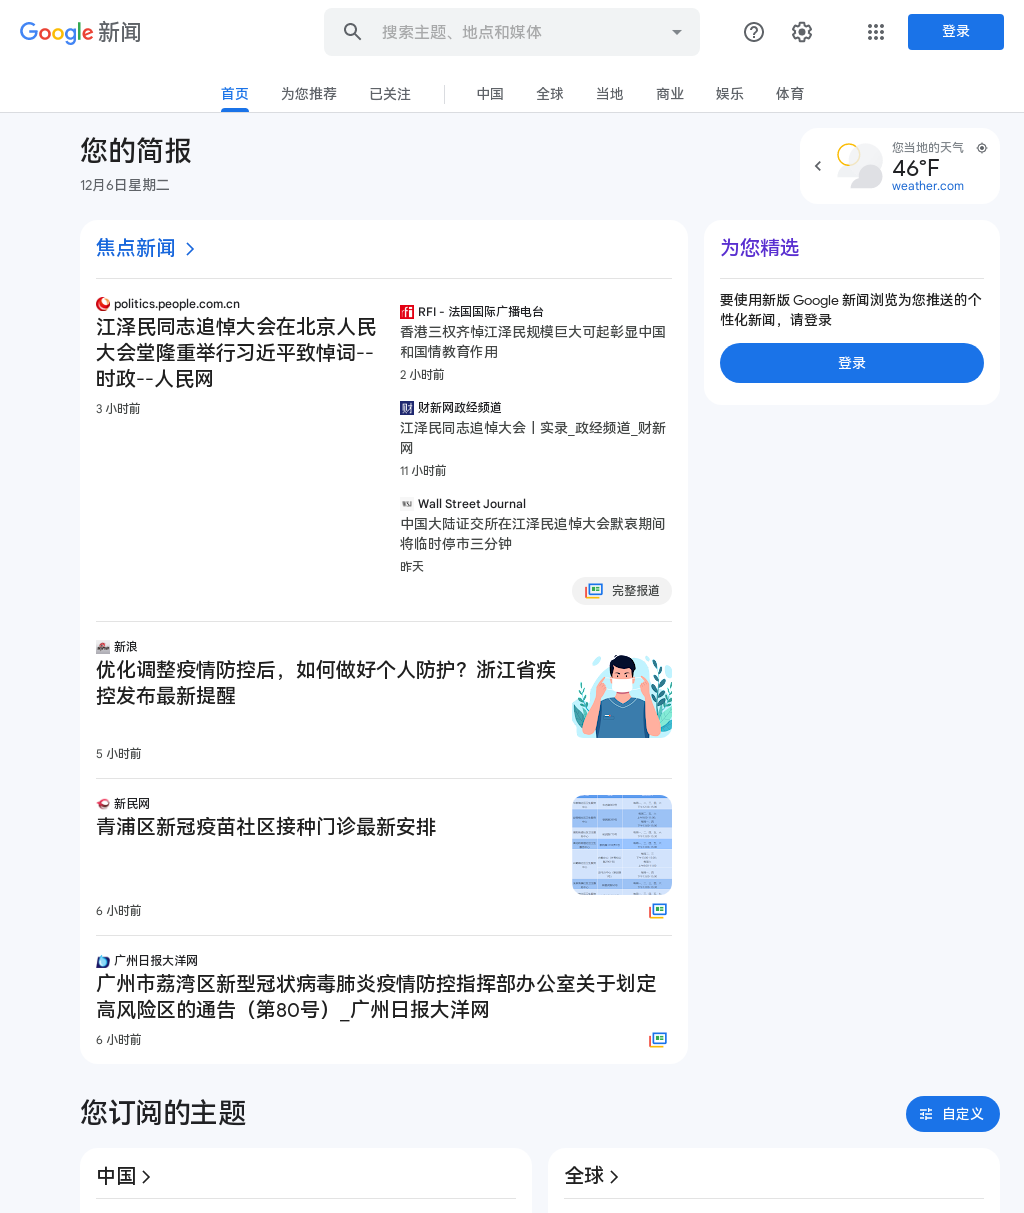 Google 新闻
搜索主题、地点和媒体
登录
首页
为您推荐
已关注
中国
全球
当地
商业
娱乐
体育
您的简报
12月6日星期二
您当地的天气
46°F
weather.com
焦点新闻
politics.people.com.cn
江泽民同志追悼大会在北京人民
大会堂隆重举行习近平致悼词--
时政--人民网
3 小时前
RFI - 法国国际广播电台
香港三权齐悼江泽民规模巨大可起彰显中国
和国情教育作用
2 小时前
财新网政经频道
江泽民同志追悼大会丨实录_政经频道_财新
网
11 小时前
WSJ
Wall Street Journal
中国大陆证交所在江泽民追悼大会默哀期间
将临时停市三分钟
昨天
完整报道
新浪
优化调整疫情防控后，如何做好个人防护？浙江省疾
控发布最新提醒
5 小时前
新民网
青浦区新冠疫苗社区接种门诊最新安排
6 小时前
广州日报大洋网
广州市荔湾区新型冠状病毒肺炎疫情防控指挥部办公室关于划定
高风险区的通告（第80号）_广州日报大洋网
6 小时前
为您精选
要使用新版 Google 新闻浏览为您推送的个
性化新闻，请登录
登录
您订阅的主题
自定义
中国
全球